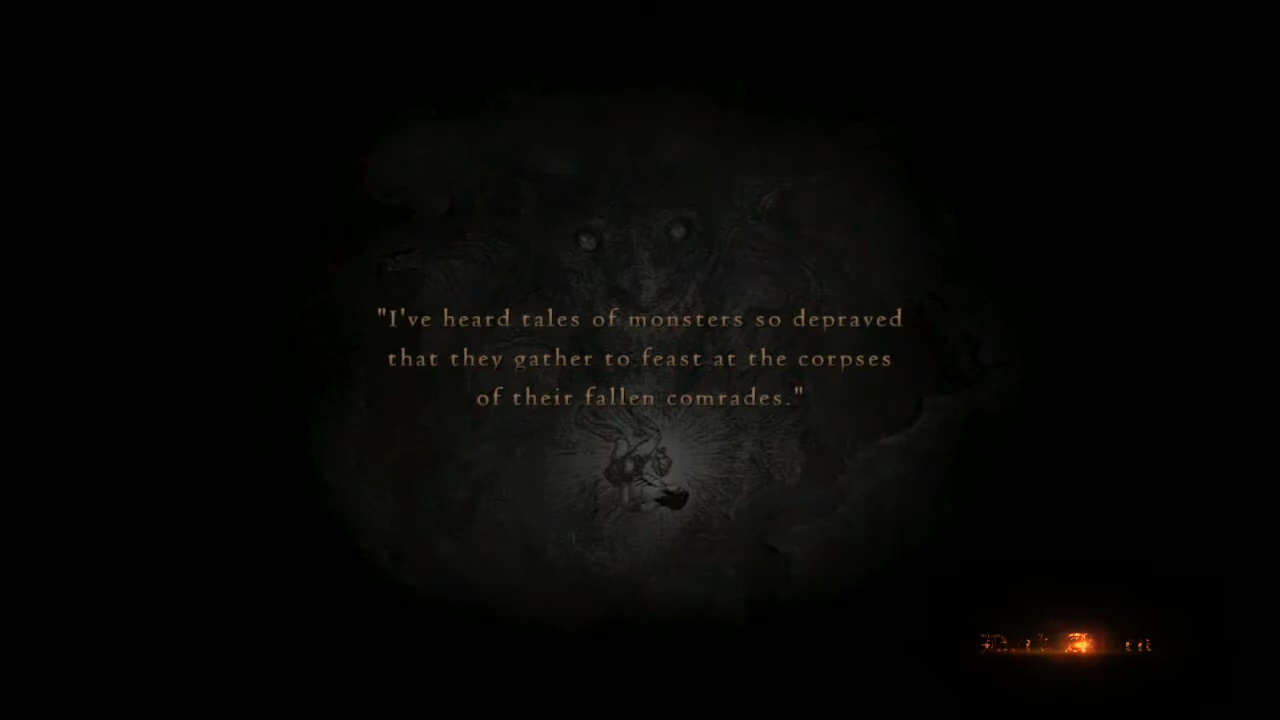 "I've heard tales of monsters so depraved
that they gather to feast at the corpses
of their fallen comrades."